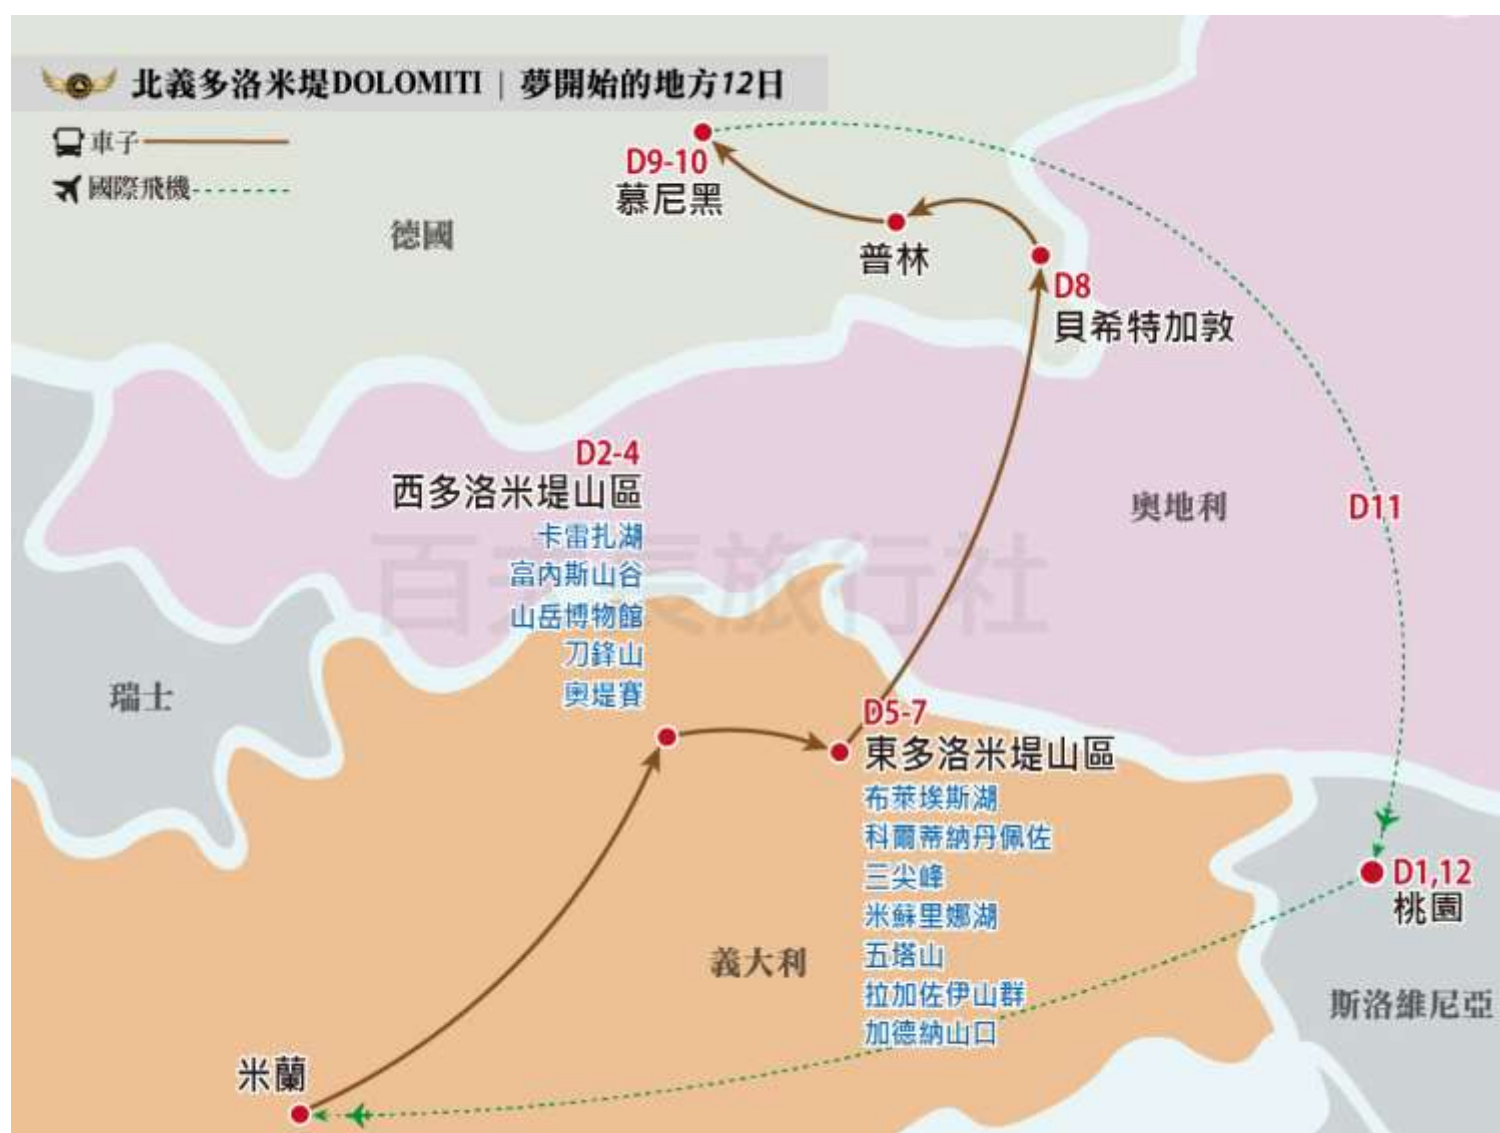 北義多洛米堤DOLOMITI | 夢開始的地方12日
車子
國際飛機
D9-10
慕尼黑
德國
普林
D8
貝希特加敦
D2-4
西多洛米堤山區
卡雷扎湖
富內斯山谷
山岳博物館
刀鋒山
奧堤賽
奧地利
D11
百夫長旅行社
瑞士
D5-7
東多洛米堤山區
布萊埃斯湖
科爾蒂納丹佩佐
三尖峰
米蘇里娜湖
五塔山
拉加佐伊山群
加德納山口
D1,12
桃園
義大利
斯洛維尼亞
米蘭